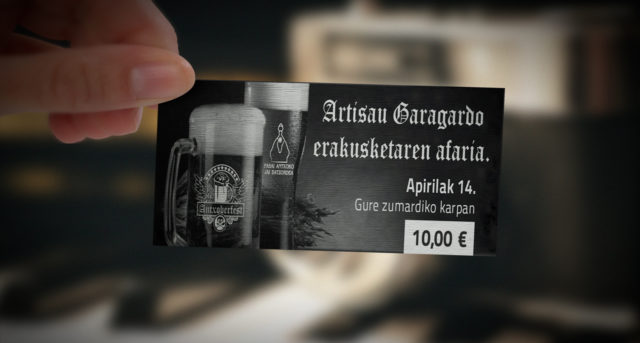 Artisau Garagardo
erakusketaren afaria.
Apirilak 14.
Gure zumardiko karpan
10,00 €